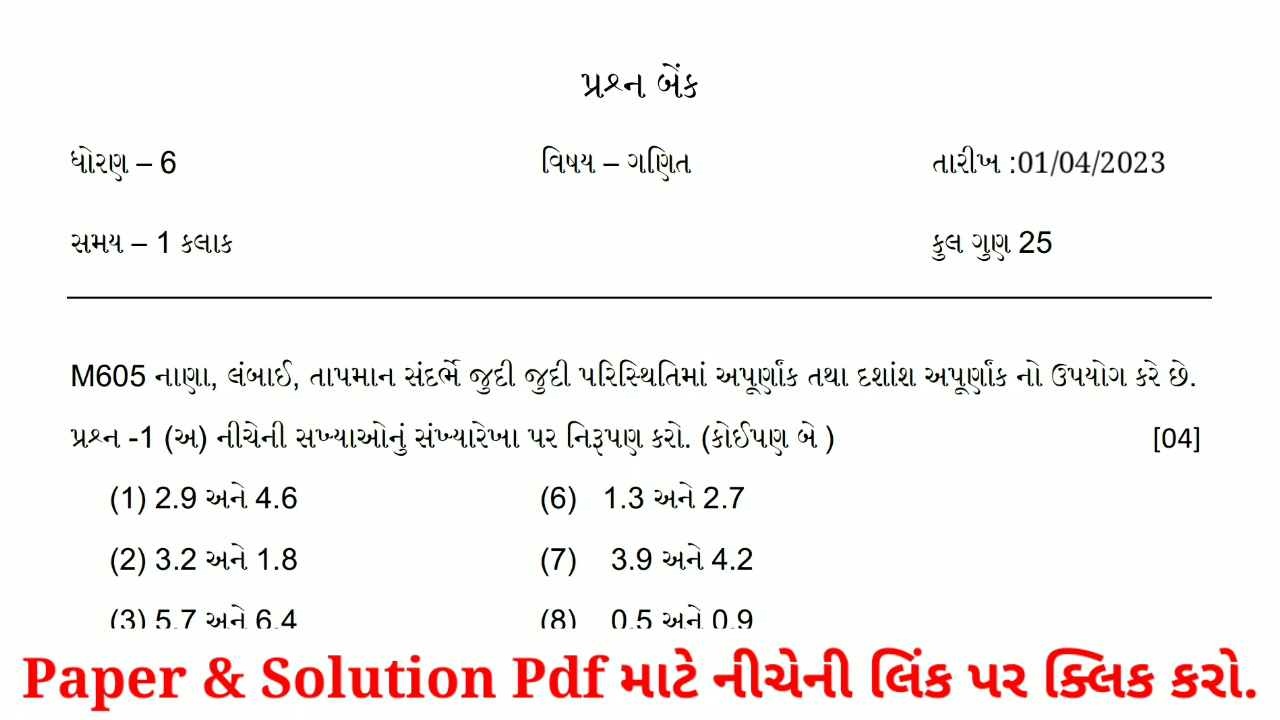 પ્રશ્ન બેંક
ધોરણ – 6 વિષય – ગણિત તારીખ :01/04/2023
સમય – 1 કલાક કુલ ગુણ 25
M605 નાણા, લંબાઈ, તાપમાન સંદર્ભે જુદી જુદી પરિસ્થિતિમાં અપૂર્ણાંક તથા દશાંશ અપૂર્ણાંક નો ઉપયોગ કરે છે.
પ્રશ્ન -1 (અ) નીચેની સખ્યાઓનું સંખ્યારેખા પર નિરૂપણ કરો. (કોઈપણ બે ) [04]
(1) 2.9 અને 4.6 (6) 1.3 અને 2.7
(2) 3.2 અને 1.8 (7) 3.9 અને 4.2
(3) 5.7 અને 6.4 (8) 0.5 અને 0.9
Paper & Solution Pdf માટે નીચેની લિંક પર ક્લિક કરો.